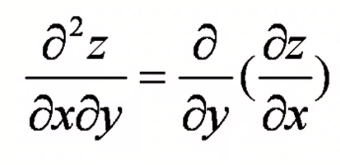 ∂²z/∂x∂y = ∂/∂y (∂z/∂x)